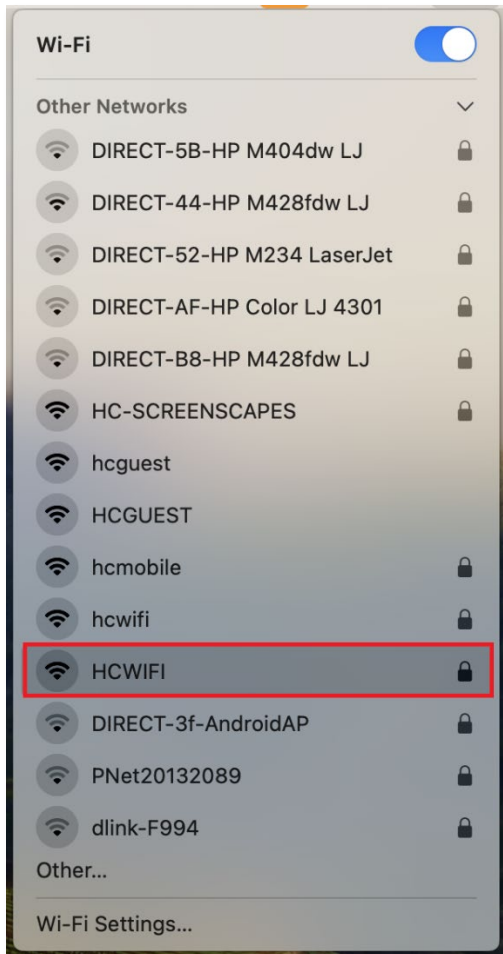 Wi-Fi
Other Networks
DIRECT-5B-HP M404dw LJ
DIRECT-44-HP M428fdw LJ
DIRECT-52-HP M234 LaserJet
DIRECT-AF-HP Color LJ 4301
DIRECT-B8-HP M428fdw LJ
HC-SCREENSCAPES
hcguest
HCGUEST
hcmobile
hcwifi
HCWIFI
DIRECT-3f-AndroidAP
PNet20132089
dlink-F994
Other...
Wi-Fi Settings...